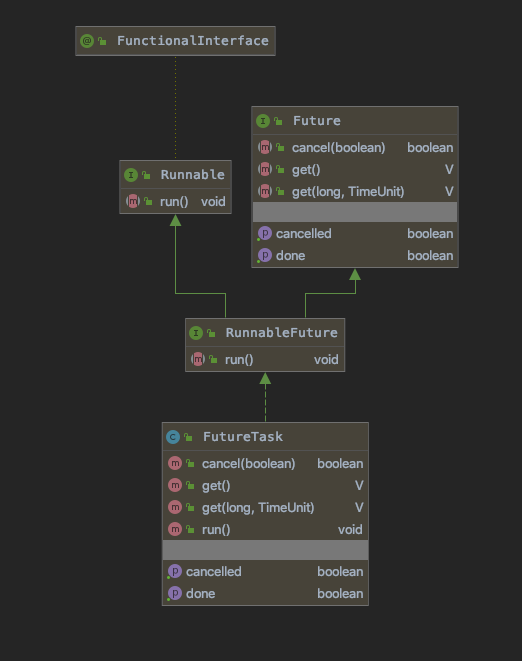 FunctionalInterface
Future
cancel(boolean) boolean
get() V
get(long, TimeUnit) V
cancelled boolean
done boolean
Runnable
run() void
RunnableFuture
run() void
FutureTask
cancel(boolean) boolean
get() V
get(long, TimeUnit) V
run() void
cancelled boolean
done boolean